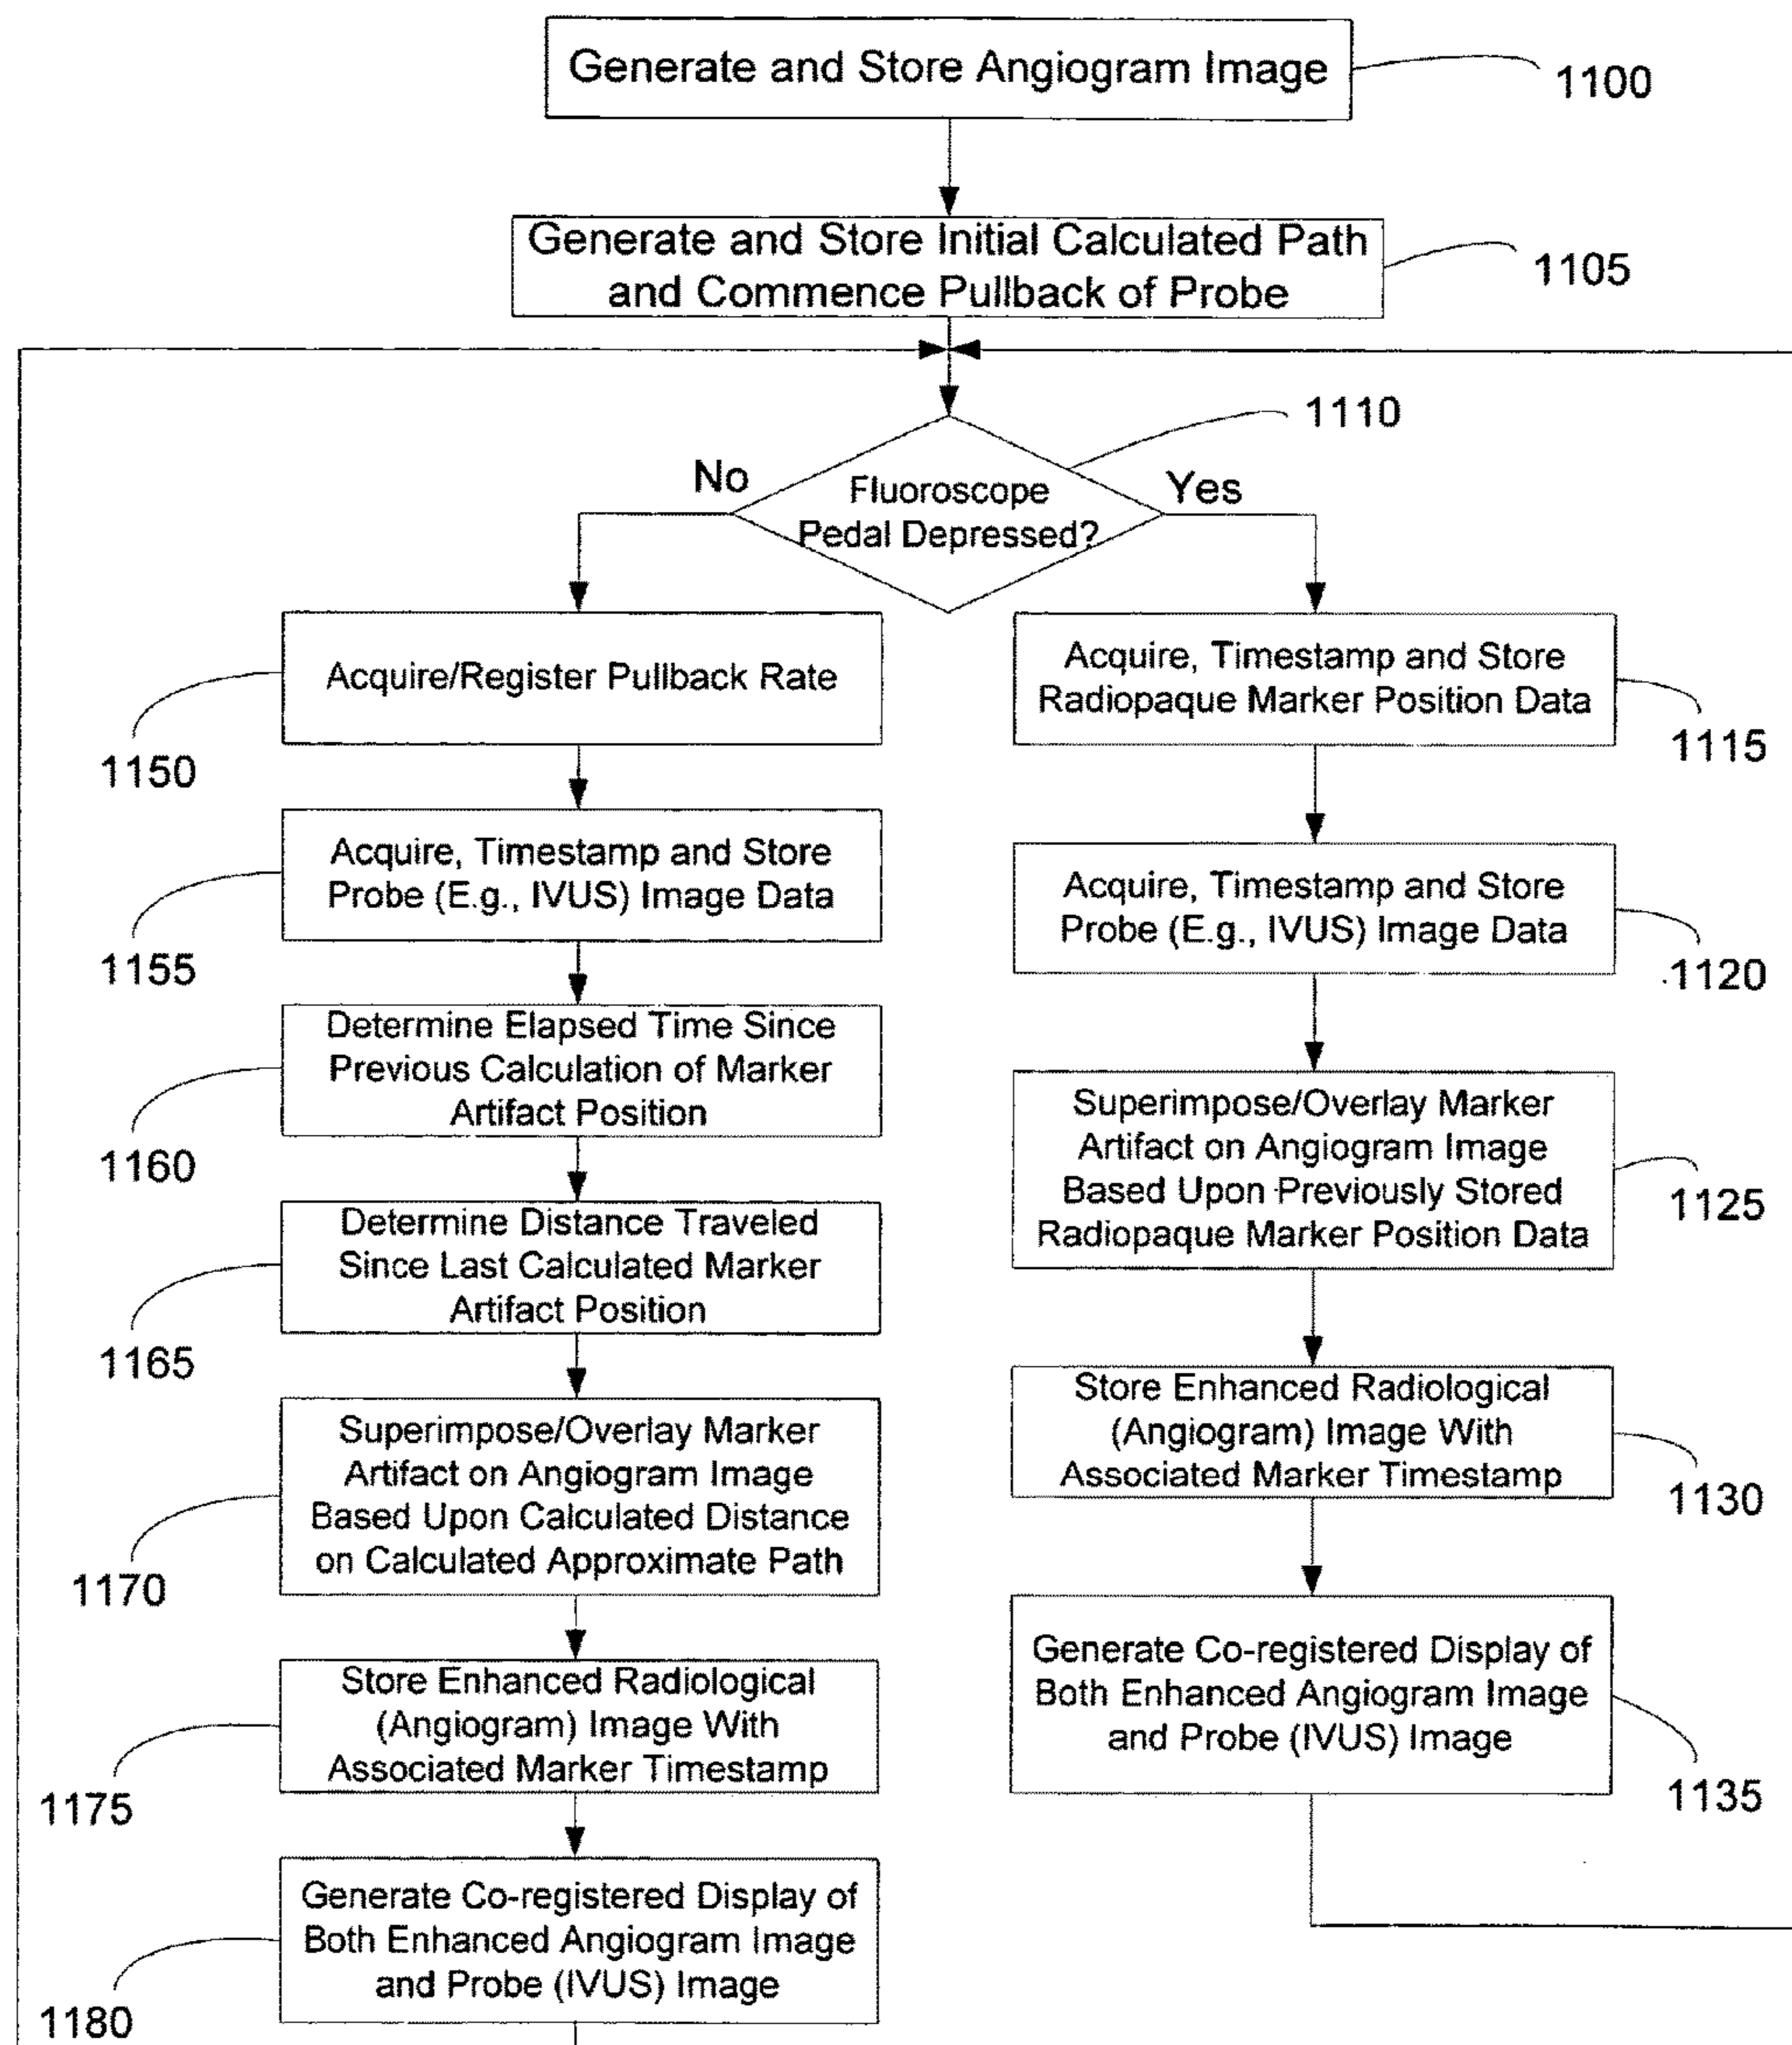 Generate and Store Angiogram Image
1100
Generate and Store Initial Calculated Path
and Commence Pullback of Probe
1105
1110
Fluoroscope
Pedal Depressed?
No
Yes
Acquire/Register Pullback Rate
1150
Acquire, Timestamp and Store
Probe (E.g., IVUS) Image Data
1155
Determine Elapsed Time Since
Previous Calculation of Marker
Artifact Position
1160
Determine Distance Traveled
Since Last Calculated Marker
Artifact Position
1165
Superimpose/Overlay Marker
Artifact on Angiogram Image
Based Upon Calculated Distance
on Calculated Approximate Path
1170
Store Enhanced Radiological
(Angiogram) Image With
Associated Marker Timestamp
1175
Generate Co-registered Display of
Both Enhanced Angiogram Image
and Probe (IVUS) Image
1180
Acquire, Timestamp and Store
Radiopaque Marker Position Data
1115
Acquire, Timestamp and Store
Probe (E.g., IVUS) Image Data
1120
Superimpose/Overlay Marker
Artifact on Angiogram Image
Based Upon Previously Stored
Radiopaque Marker Position Data
1125
Store Enhanced Radiological
(Angiogram) Image With
Associated Marker Timestamp
1130
Generate Co-registered Display of
Both Enhanced Angiogram Image
and Probe (IVUS) Image
1135